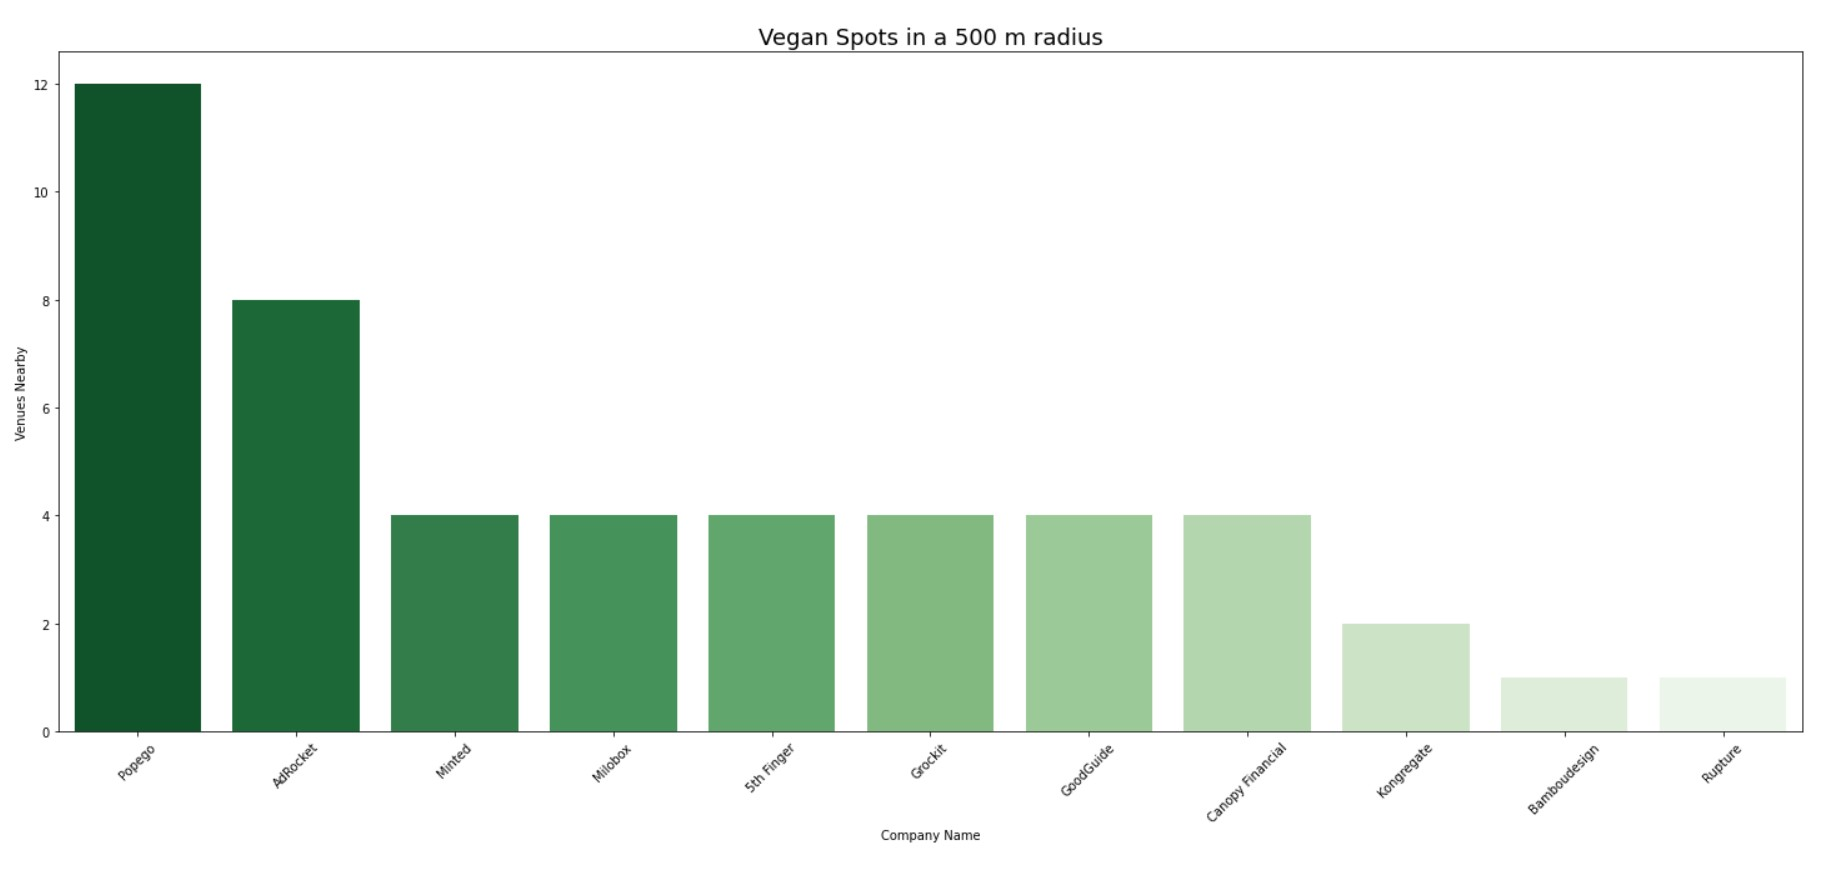 Vegan Spots in a 500 m radius
12
10
8
6
4
2
0
Venues Nearby
Popego
AdRocket
Minted
Milobox
5th Finger
Grockit
GoodGuide
Canopy Financial
Kongregate
Bamboudesign
Rupture
Company Name